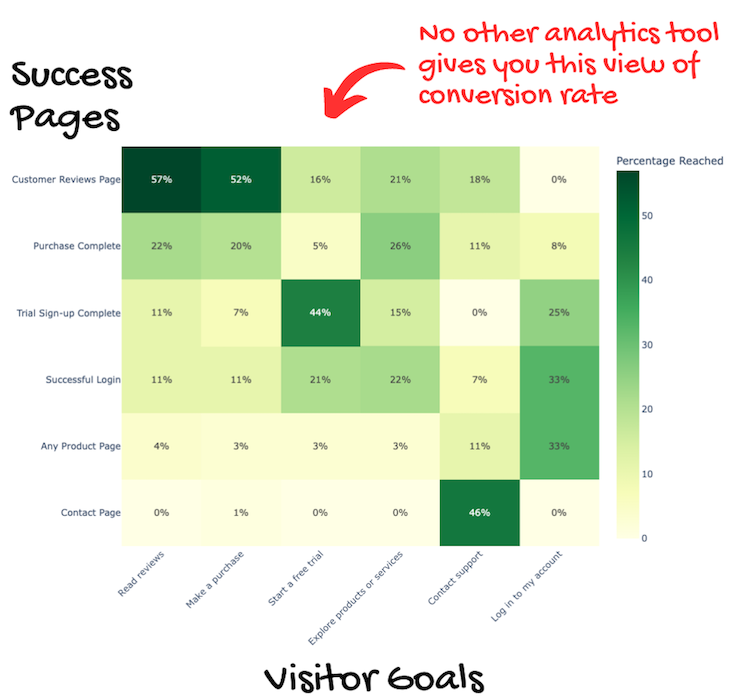 No other analytics tool
gives you this view of
conversion rate
Success
Pages
Percentage Reached
Customer Reviews Page 57% 52% 16% 21% 18% 0%
50
Purchase Complete 22% 20% 5% 26% 11% 8%
40
Trial Sign-up Complete 11% 7% 44% 15% 0% 25%
30
Successful Login 11% 11% 21% 22% 7% 33%
20
Any Product Page 4% 3% 3% 3% 11% 33%
10
Contact Page 0% 1% 0% 0% 46% 0%
0
Read reviews
Make a purchase
Start a free trial
Explore products or services
Contact support
Log in to my account
Visitor Goals